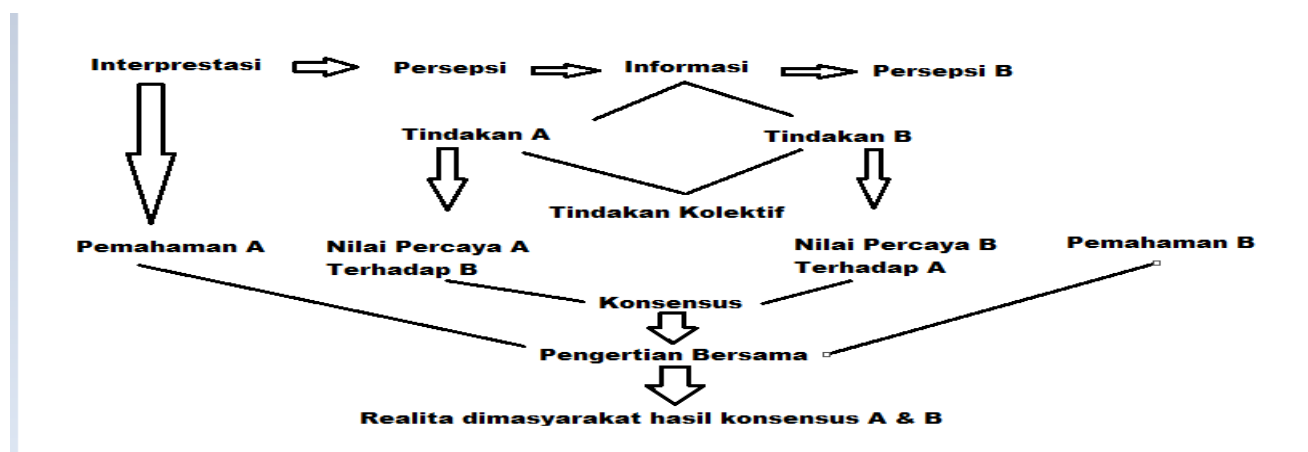 Interprestasi
Persepsi
Informasi
Persepsi B
Tindakan A
Tindakan B
Tindakan Kolektif
Pemahaman A
Nilai Percaya A
Terhadap B
Nilai Percaya B
Terhadap A
Pemahaman B
Konsensus
Pengertian Bersama
Realita dimasyarakat hasil konsensus A & B